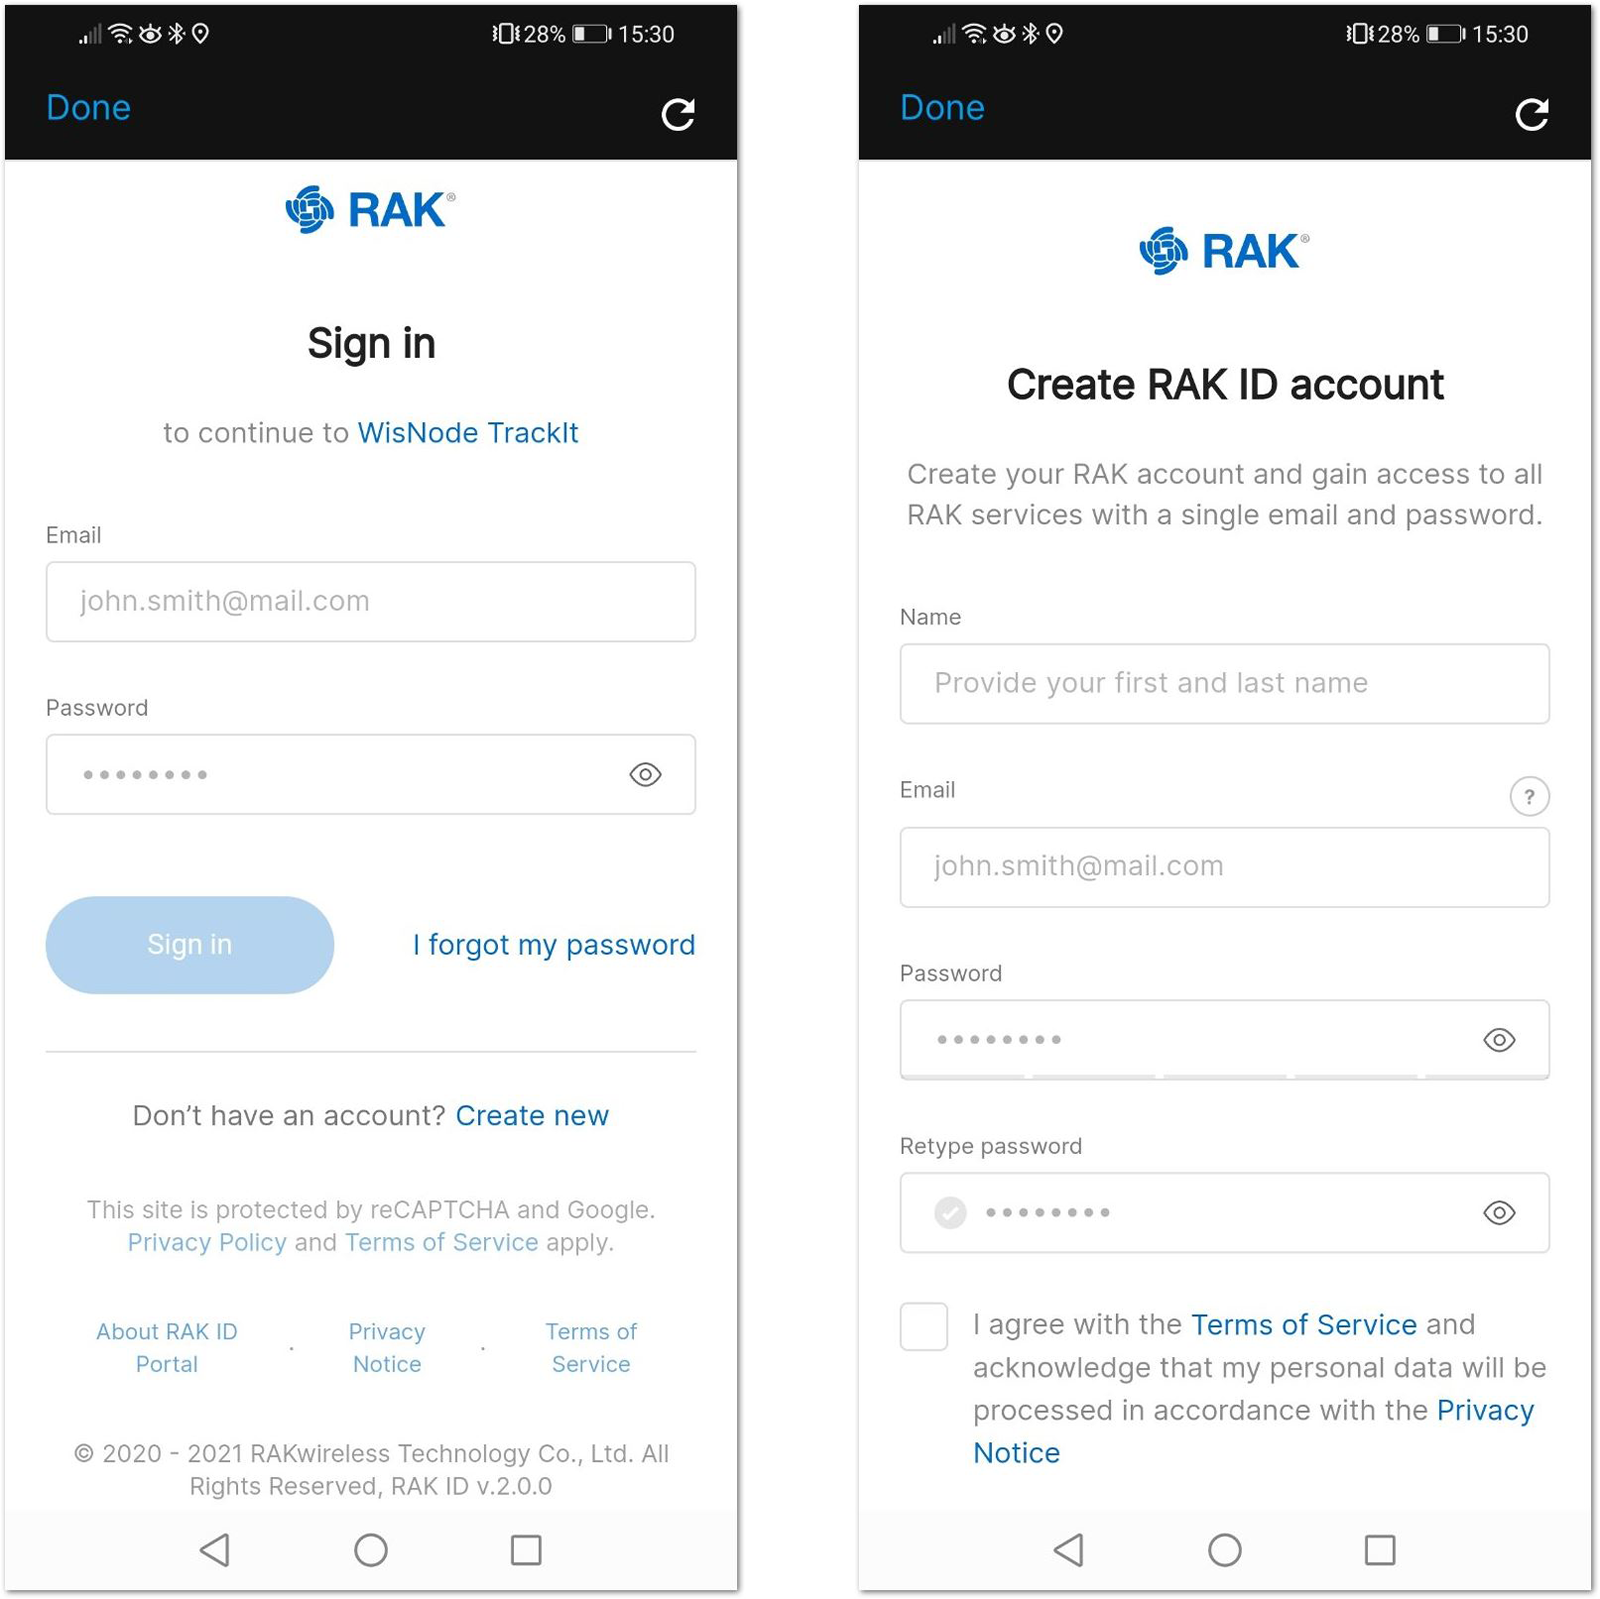 28% 15:30
Done
RAK®
Sign in
to continue to WisNode TrackIt
Email
john.smith@mail.com
Password
Sign in
I forgot my password
Don’t have an account? Create new
This site is protected by reCAPTCHA and Google.
Privacy Policy and Terms of Service apply.
About RAK ID
Portal
·
Privacy
Notice
·
Terms of
Service
© 2020 - 2021 RAKwireless Technology Co., Ltd. All
Rights Reserved, RAK ID v.2.0.0
28% 15:30
Done
RAK®
Create RAK ID account
Create your RAK account and gain access to all
RAK services with a single email and password.
Name
Provide your first and last name
Email
?
john.smith@mail.com
Password
Retype password
I agree with the Terms of Service and
acknowledge that my personal data will be
processed in accordance with the Privacy
Notice